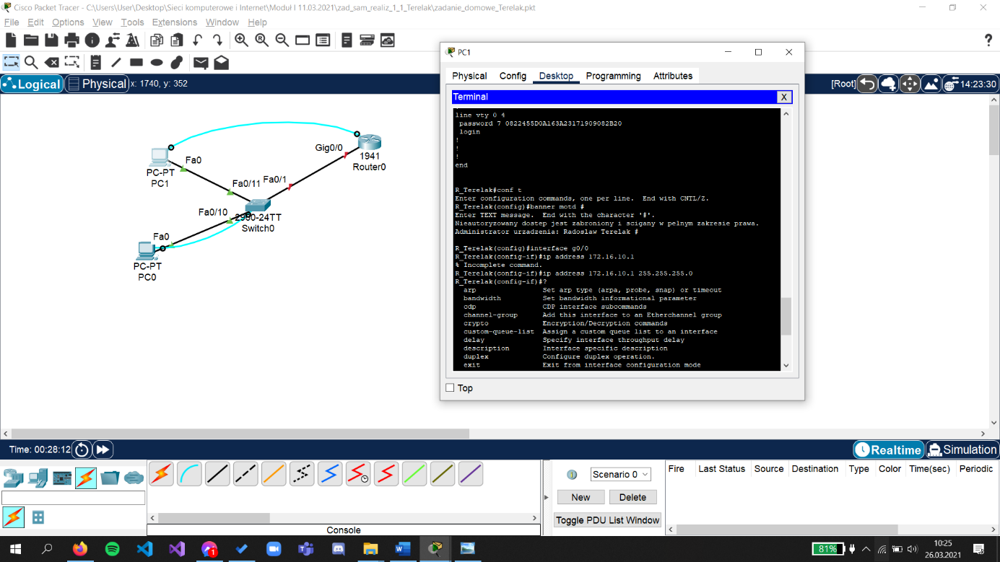 Cisco Packet Tracer - C:\Users\User\Desktop\Sieci komputerowe i Internet\Moduł I 11.03.2021\zad_sam_realiz_1_1_Terelak\zadanie_domowe_Terelak.pkt
File Edit Options View Tools Extensions Window Help
?
Logical Physical x: 1740, y: 352
[Root] 14:23:30
PC1
Physical Config Desktop Programming Attributes
Terminal X
line vty 0 4
password 7 0822455D0A163A23171909082B20
login
!
!
!
end
R_Terelak#conf t
Enter configuration commands, one per line. End with CNTL/Z.
R_Terelak(config)#banner motd #
Enter TEXT message. End with the character '#'.
Nieautoryzowany dostep jest zabroniony i scigany w pelnym zakresie prawa.
Administrator urzadzenia: Radoslaw Terelak #
R_Terelak(config)#interface g0/0
R_Terelak(config-if)#ip address 172.16.10.1
% Incomplete command.
R_Terelak(config-if)#ip address 172.16.10.1 255.255.255.0
R_Terelak(config-if)#?
arp Set arp type (arpa, probe, snap) or timeout
bandwidth Set bandwidth informational parameter
cdp CDP interface subcommands
channel-group Add this interface to an Etherchannel group
crypto Encryption/Decryption commands
custom-queue-list Assign a custom queue list to an interface
delay Specify interface throughput delay
description Interface specific description
duplex Configure duplex operation.
exit Exit from interface configuration mode
Top
Gig0/0
1941
Router0
Fa0
PC-PT
PC1
Fa0/11
Fa0/1
Fa0/10
2960-24TT
Switch0
Fa0
PC-PT
PC0
Time: 00:28:12
Realtime Simulation
Scenario 0
New Delete
Toggle PDU List Window
Fire Last Status Source Destination Type Color Time(sec) Periodic
Console
1
81%
10:25
26.03.2021